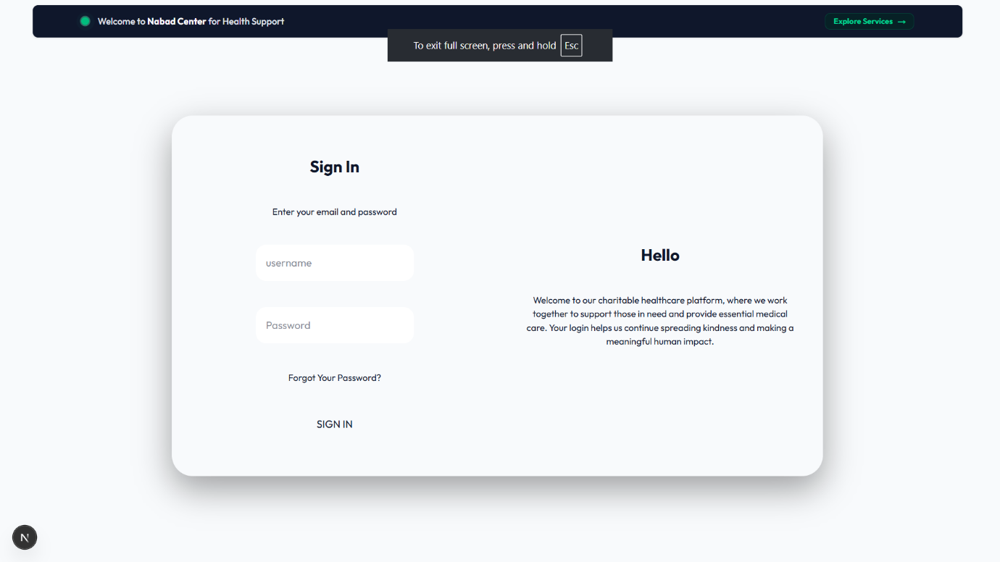 Welcome to Nabad Center for Health Support
Explore Services →
To exit full screen, press and hold Esc
Sign In
Enter your email and password
username
Password
Forgot Your Password?
SIGN IN
Hello
Welcome to our charitable healthcare platform, where we work
together to support those in need and provide essential medical
care. Your login helps us continue spreading kindness and making a
meaningful human impact.
N